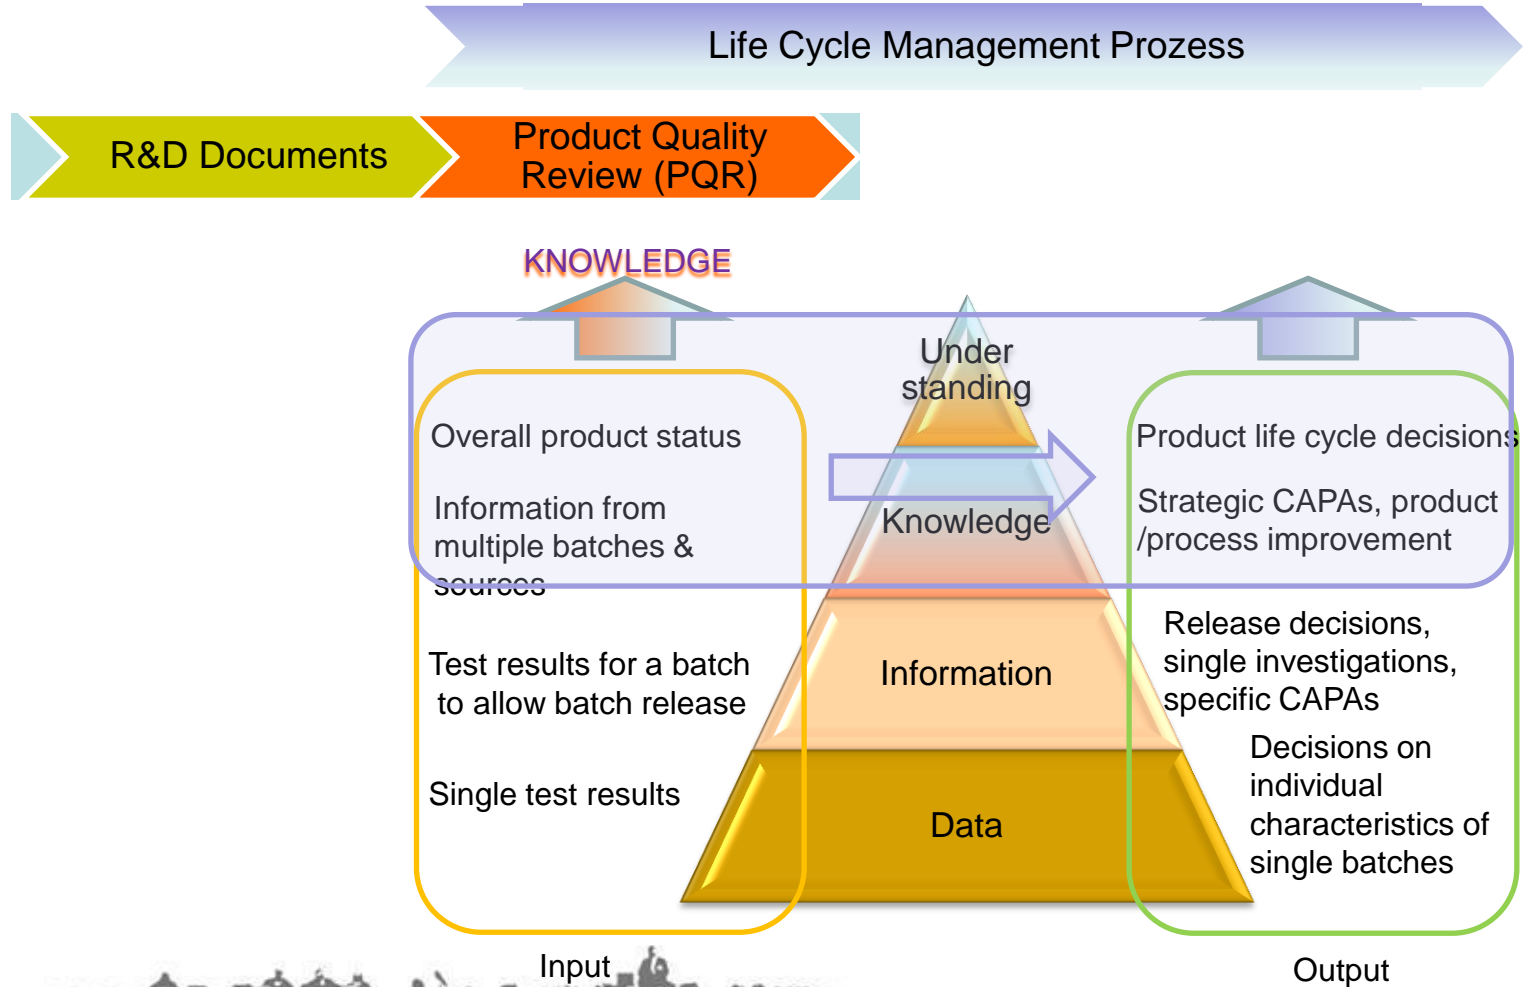 Life Cycle Management Prozess
R&D Documents
Product Quality
Review (PQR)
KNOWLEDGE
Under
standing
Overall product status
Product life cycle decisions
Information from
multiple batches &
sources
Knowledge
Strategic CAPAs, product
/process improvement
Test results for a batch
to allow batch release
Information
Release decisions,
single investigations,
specific CAPAs
Single test results
Data
Decisions on
individual
characteristics of
single batches
Input
Output